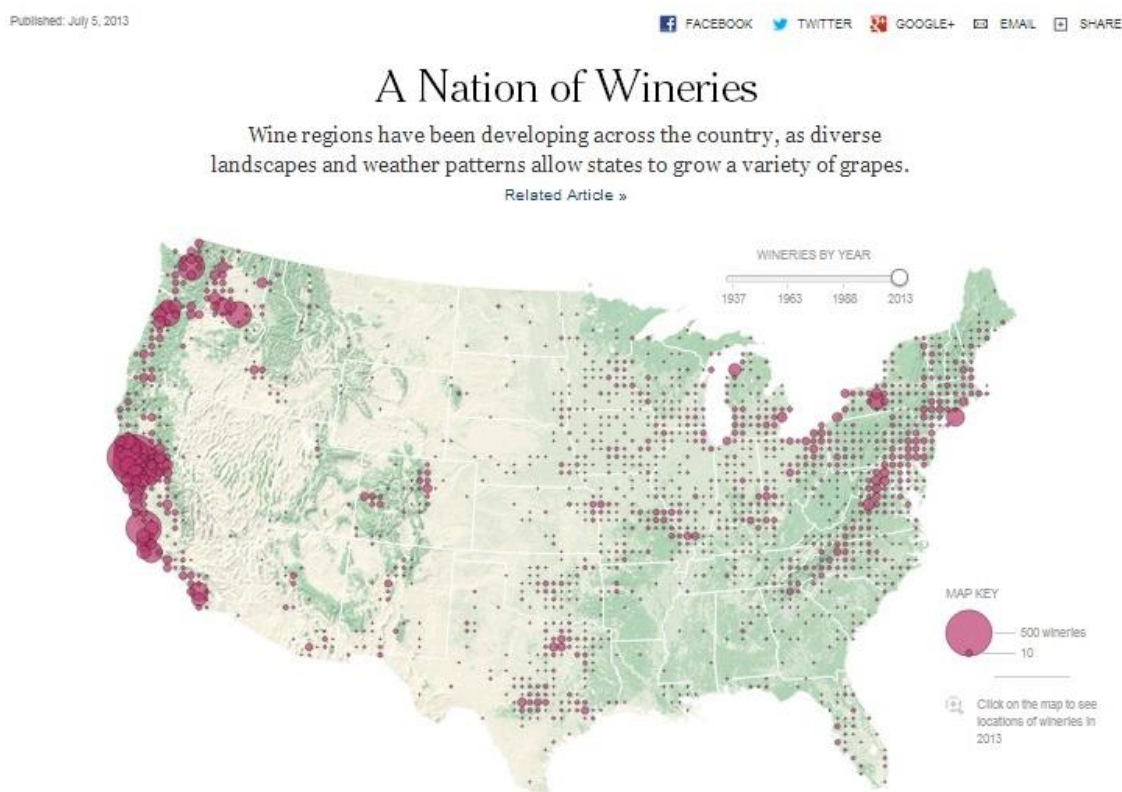 Published: July 5, 2013
FACEBOOK TWITTER GOOGLE+ EMAIL SHARE
A Nation of Wineries
Wine regions have been developing across the country, as diverse
landscapes and weather patterns allow states to grow a variety of grapes.
Related Article »
WINERIES BY YEAR
1937 1963 1988 2013
MAP KEY
500 wineries
10
Click on the map to see
locations of wineries in
2013